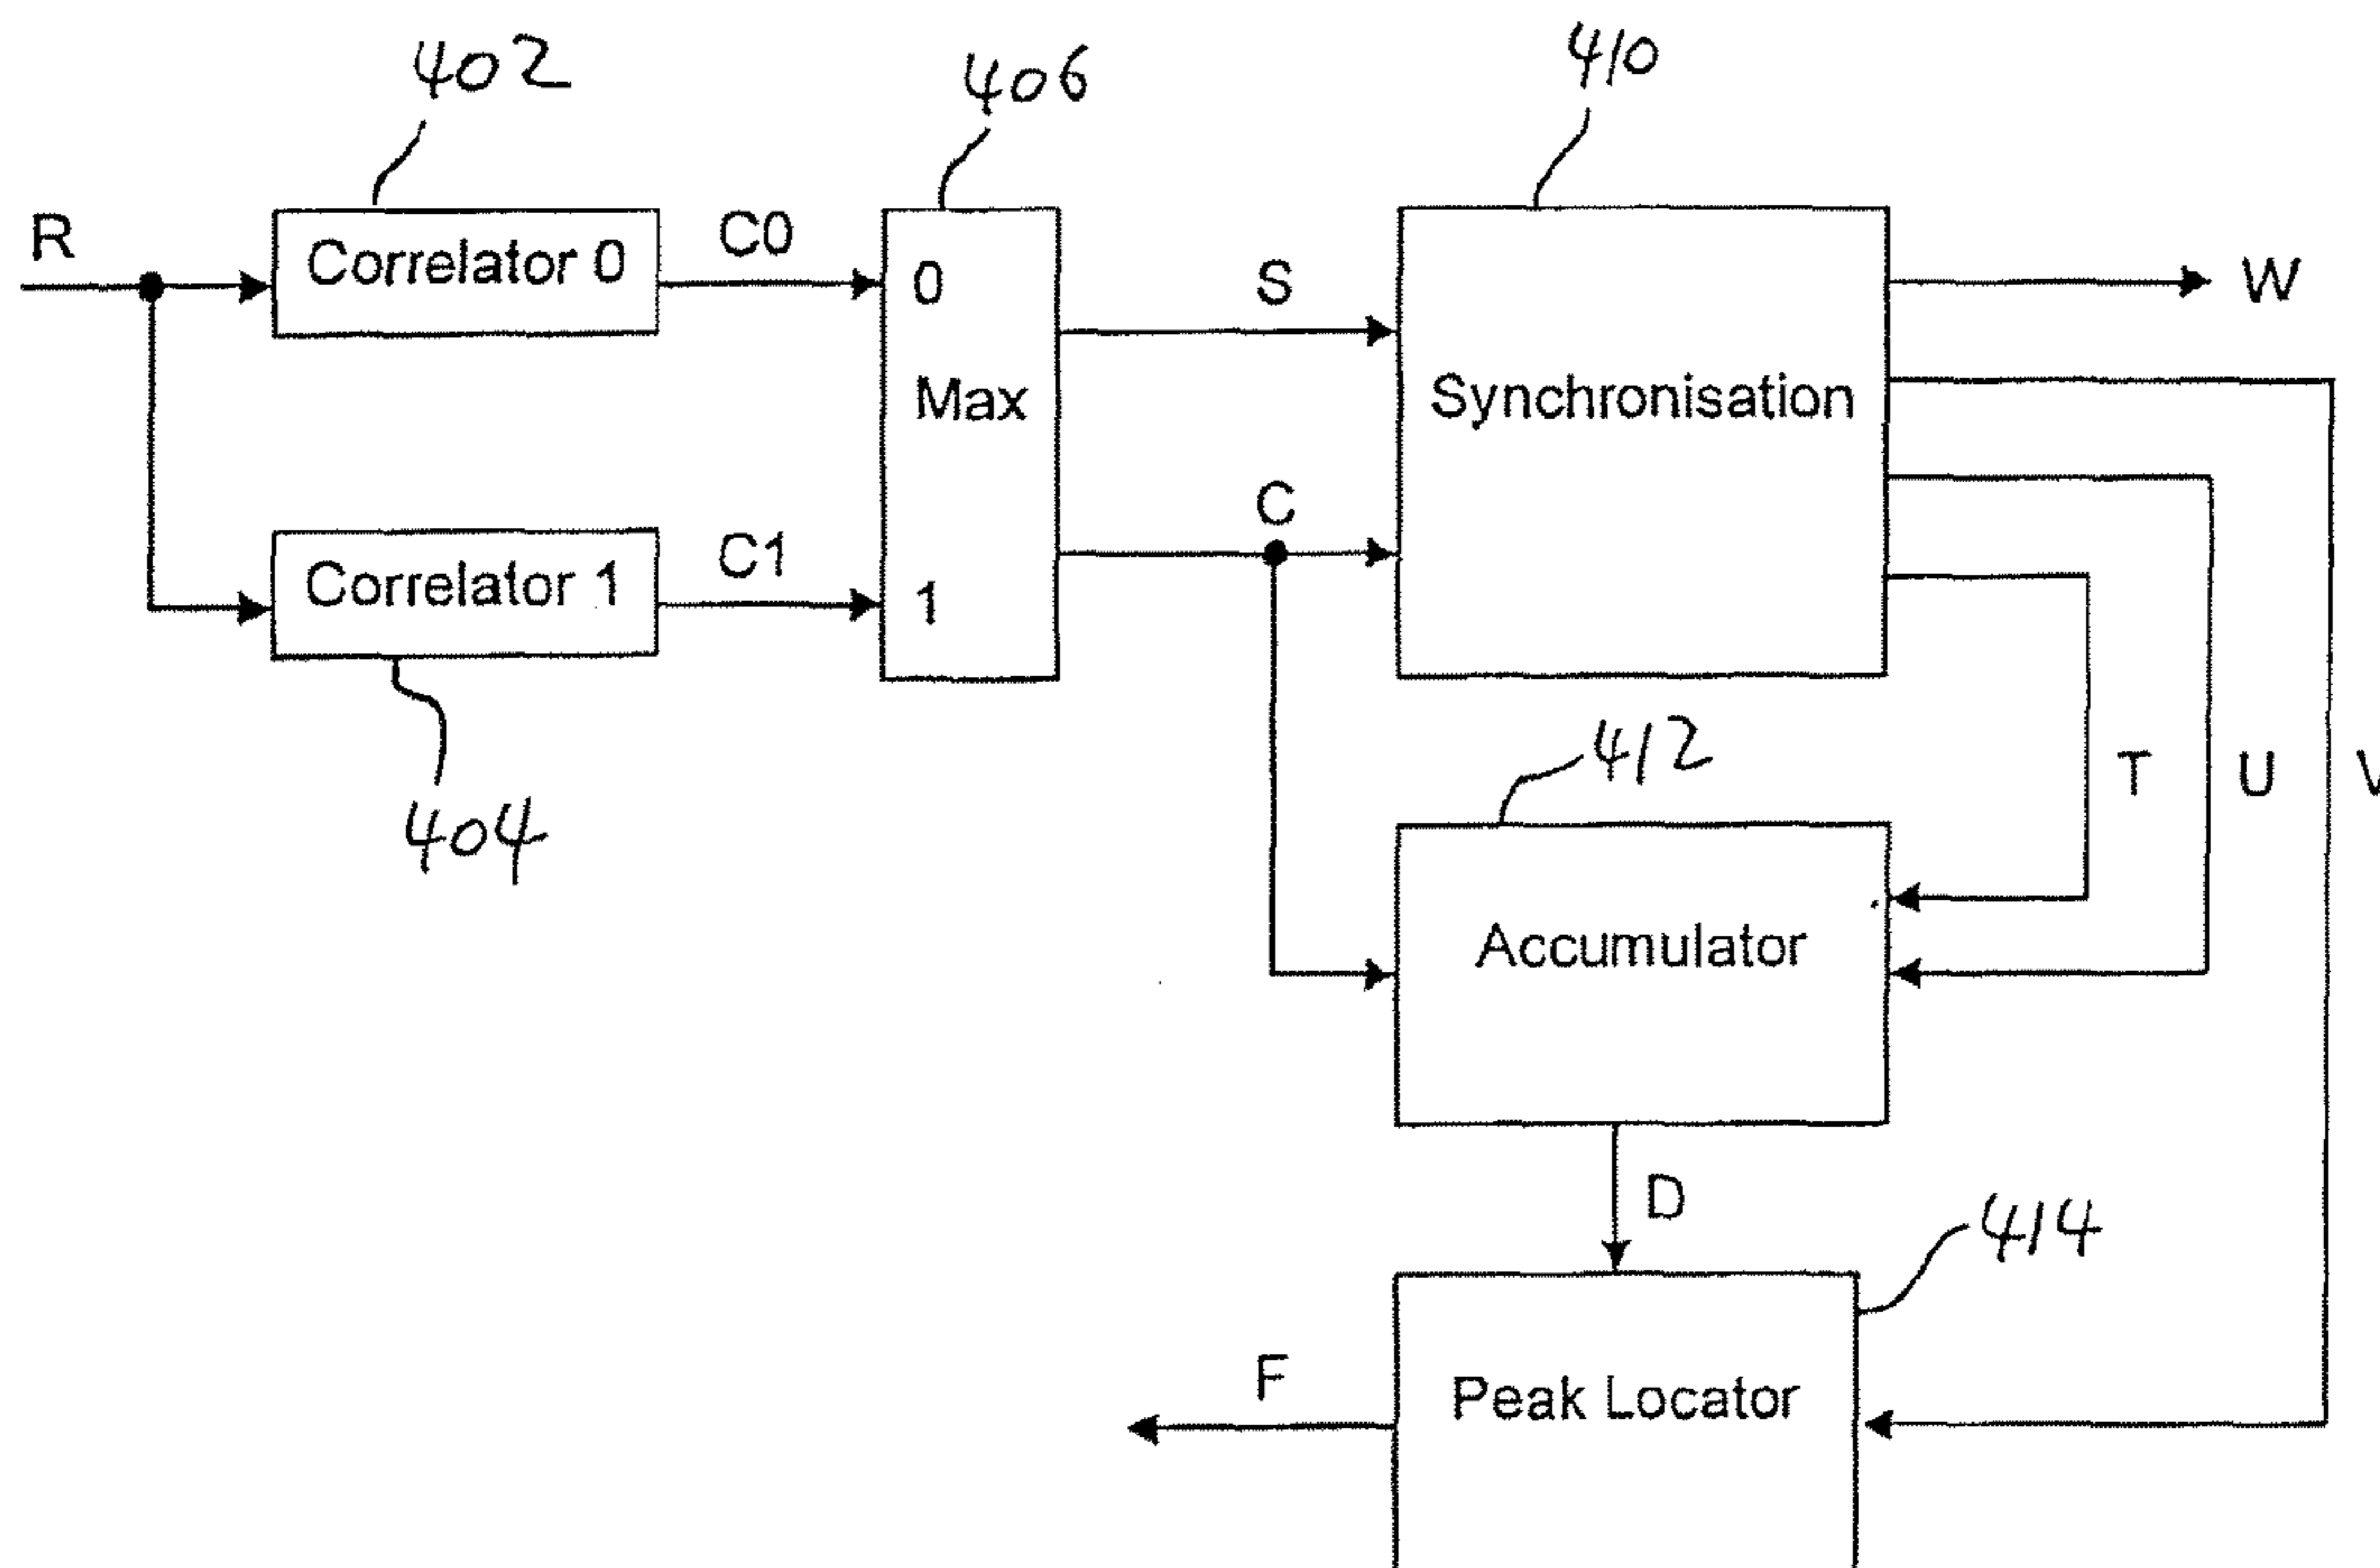 402
406
410
R
Correlator 0
C0
0
S
W
Max
Synchronisation
C
Correlator 1
C1
1
404
412
T
U
V
Accumulator
D
414
F
Peak Locator